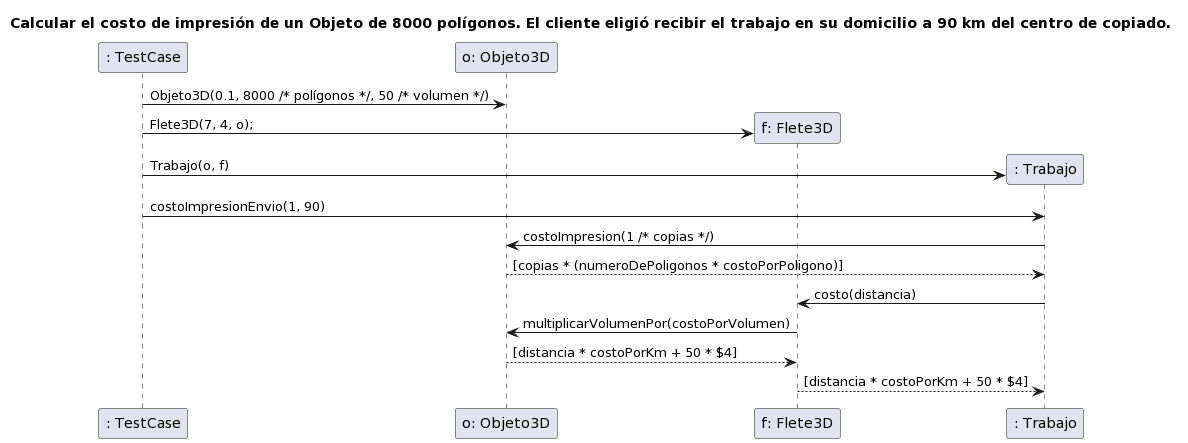 Calcular el costo de impresión de un Objeto de 8000 polígonos. El cliente eligió recibir el trabajo en su domicilio a 90 km del centro de copiado.
: TestCase
o: Objeto3D
Objeto3D(0.1, 8000 /* polígonos */, 50 /* volumen */)
Flete3D(7, 4, o);
f: Flete3D
Trabajo(o, f)
: Trabajo
costoImpresionEnvio(1, 90)
costoImpresion(1 /* copias */)
[copias * (numeroDePoligonos * costoPorPoligono)]
costo(distancia)
multiplicarVolumenPor(costoPorVolumen)
[distancia * costoPorKm + 50 * $4]
[distancia * costoPorKm + 50 * $4]
: TestCase
o: Objeto3D
f: Flete3D
: Trabajo